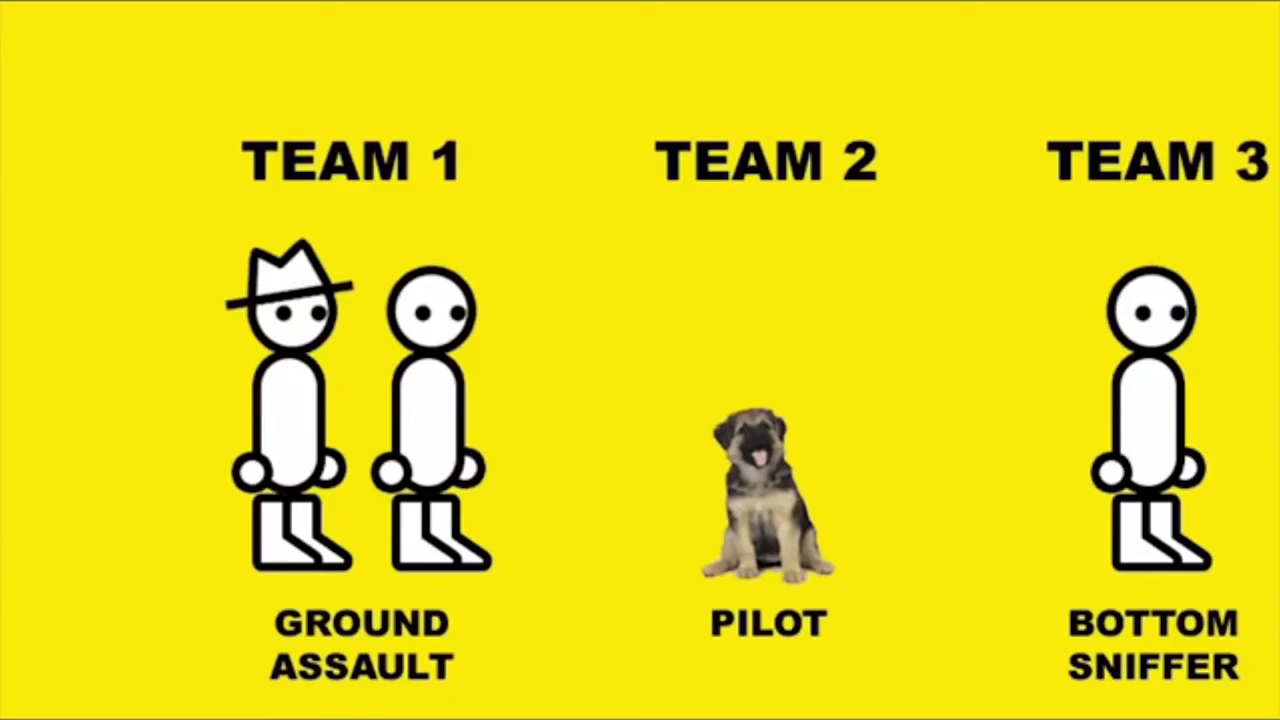 TEAM 1
TEAM 2
TEAM 3
GROUND
ASSAULT
PILOT
BOTTOM
SNIFFER